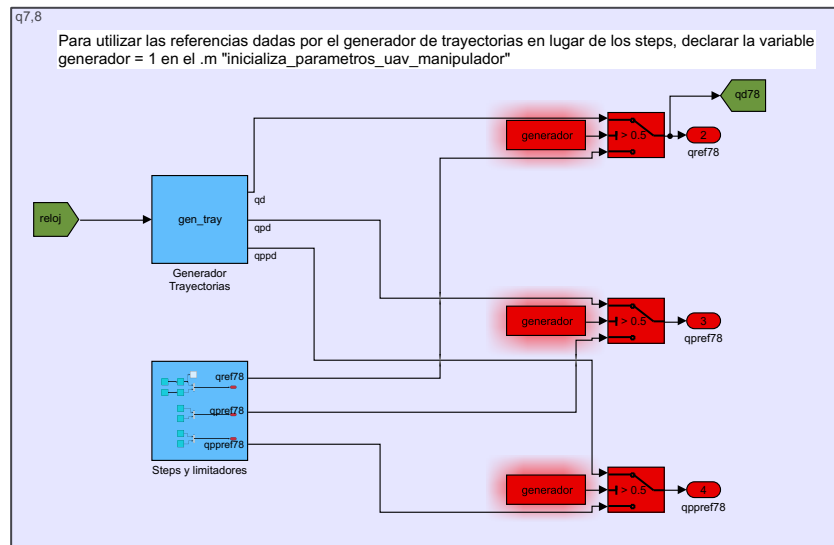 q7,8
Para utilizar las referencias dadas por el generador de trayectorias en lugar de los steps, declarar la variable
generador = 1 en el .m "inicializa_parametros_uav_manipulador"
qd78
generador
> 0.5
2
qref78
reloj
gen_tray
qd
qpd
qppd
Generador
Trayectorias
generador
> 0.5
3
qpref78
qref78
qpref78
qppref78
Steps y limitadores
generador
> 0.5
4
qppref78